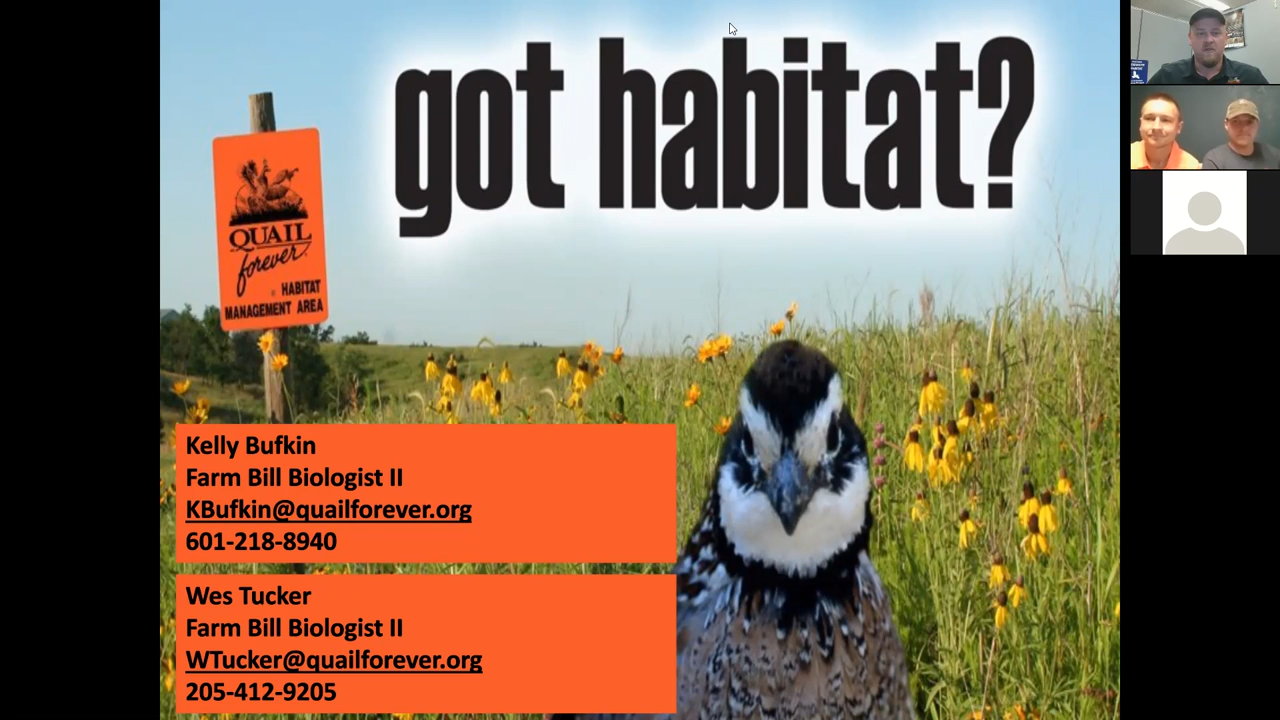 got habitat?
QUAIL
forever
HABITAT
MANAGEMENT AREA
Kelly Bufkin
Farm Bill Biologist II
KBufkin@quailforever.org
601-218-8940
Wes Tucker
Farm Bill Biologist II
WTucker@quailforever.org
205-412-9205